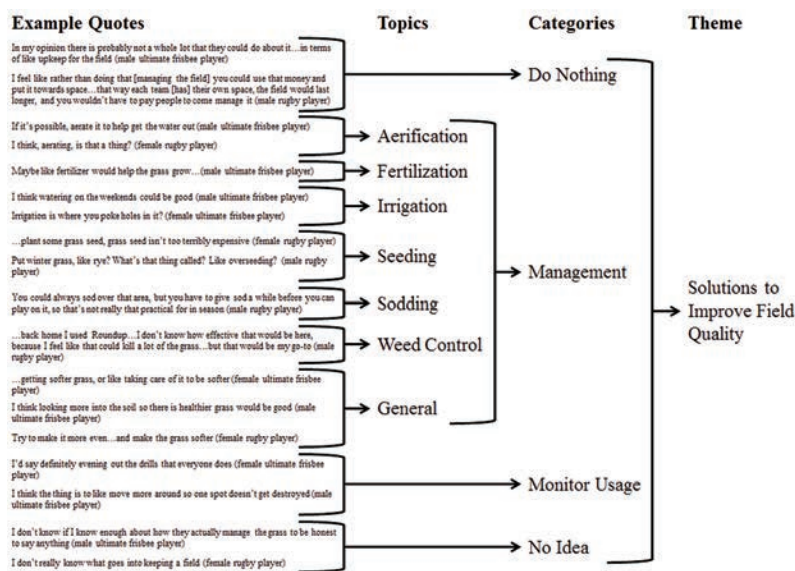 Example Quotes Topics Categories Theme
In my opinion there is probably not a whole lot that they could do about it…in terms
of like upkeep for the field (male ultimate frisbee player)
I feel like rather than doing that [managing the field] you could use that money and
put it towards space…that way each team [has] their own space, the field would last
longer, and you wouldn't have to pay people to come manage it (male rugby player)
Do Nothing
If it's possible, aerate it to help get the water out (male ultimate frisbee player)
I think, aerating, is that a thing? (female rugby player)
Aerification
Maybe like fertilizer would help the grass grow…(male ultimate frisbee player)
Fertilization
I think watering on the weekends could be good (male ultimate frisbee player)
Irrigation is where you poke holes in it? (female ultimate frisbee player)
Irrigation
…plant some grass seed, grass seed isn't too terribly expensive (female rugby player)
Put winter grass, like rye? What's that thing called? Like overseeding? (male rugby
player)
Seeding
Management
You could always sod over that area, but you have to give sod a while before you can
play on it, so that's not really that practical for in season (male rugby player)
Sodding
Solutions to
Improve Field
Quality
…back home I used Roundup…I don't know how effective that would be here,
because I feel like that could kill a lot of the grass…but that would be my go-to (male
rugby player)
Weed Control
…getting softer grass, or like taking care of it to be softer (female ultimate frisbee
player)
I think looking more into the soil so there is healthier grass would be good (male
ultimate frisbee player)
Try to make it more even…and make the grass softer (female rugby player)
General
I'd say definitely evening out the drills that everyone does (female ultimate frisbee
player)
I think the thing is to like move more around so one spot doesn't get destroyed (male
ultimate frisbee player)
Monitor Usage
I don't know if I know enough about how they actually manage the grass to be honest
to say anything (male ultimate frisbee player)
I don't really know what goes into keeping a field (female rugby player)
No Idea